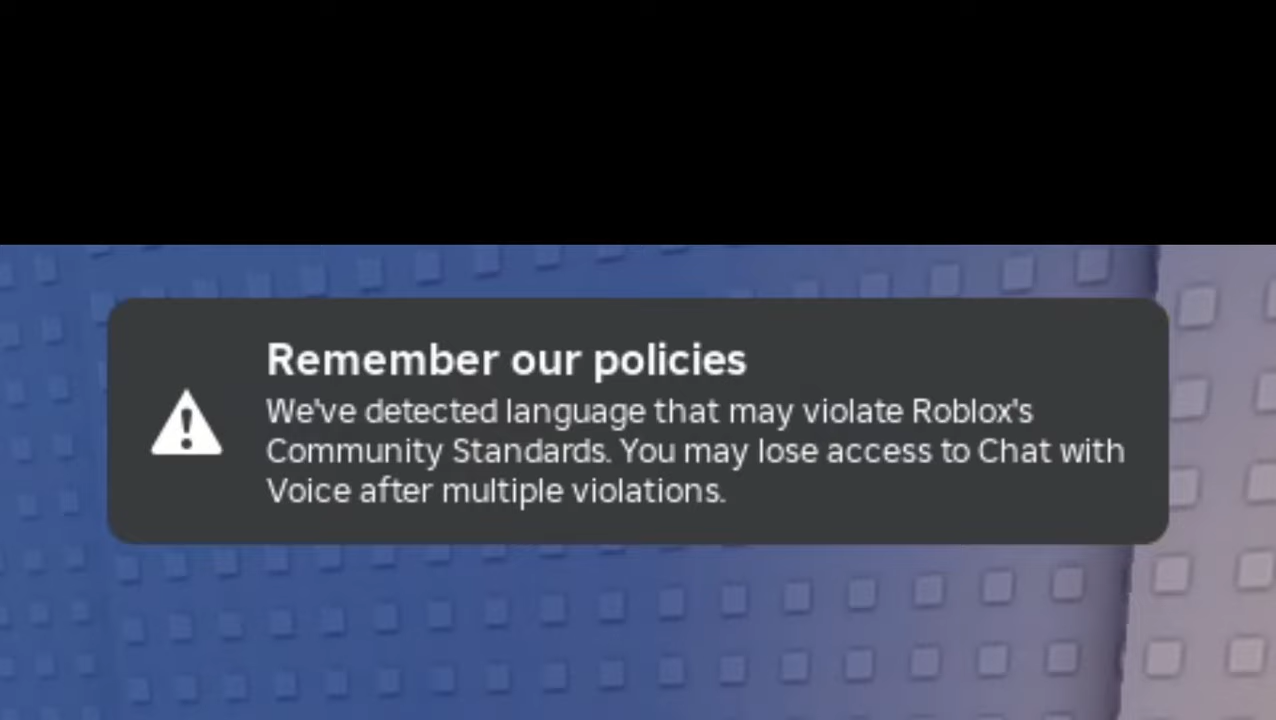 Remember our policies
We've detected language that may violate Roblox's
Community Standards. You may lose access to Chat with
Voice after multiple violations.